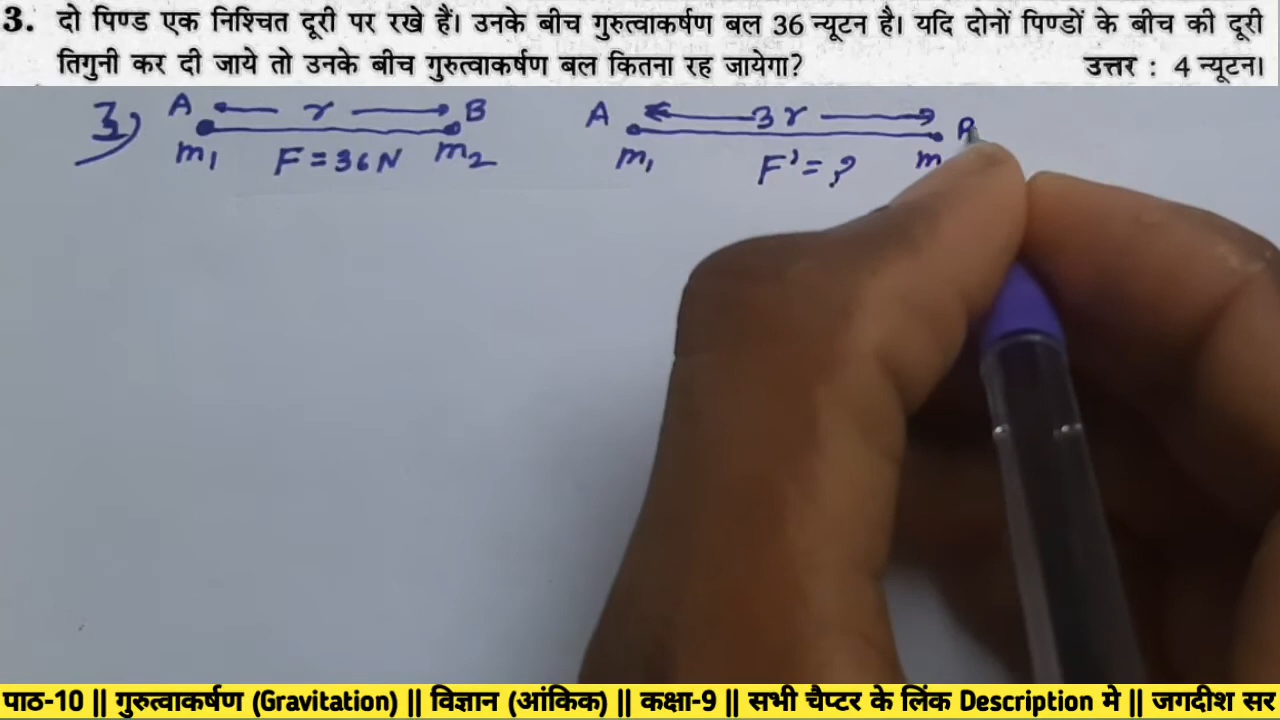 3. दो पिण्ड एक निश्चित दूरी पर रखे हैं। उनके बीच गुरुत्वाकर्षण बल 36 न्यूटन है। यदि दोनों पिण्डों के बीच की दूरी
तिगुनी कर दी जाये तो उनके बीच गुरुत्वाकर्षण बल कितना रह जायेगा? उत्तर : 4 न्यूटन।
3) A r B A 3r
m1 F=36N m2 m1 F'=? m
पाठ-10 || गुरुत्वाकर्षण (Gravitation) || विज्ञान (आंकिक) || कक्षा-9 || सभी चैप्टर के लिंक Description मे || जगदीश सर